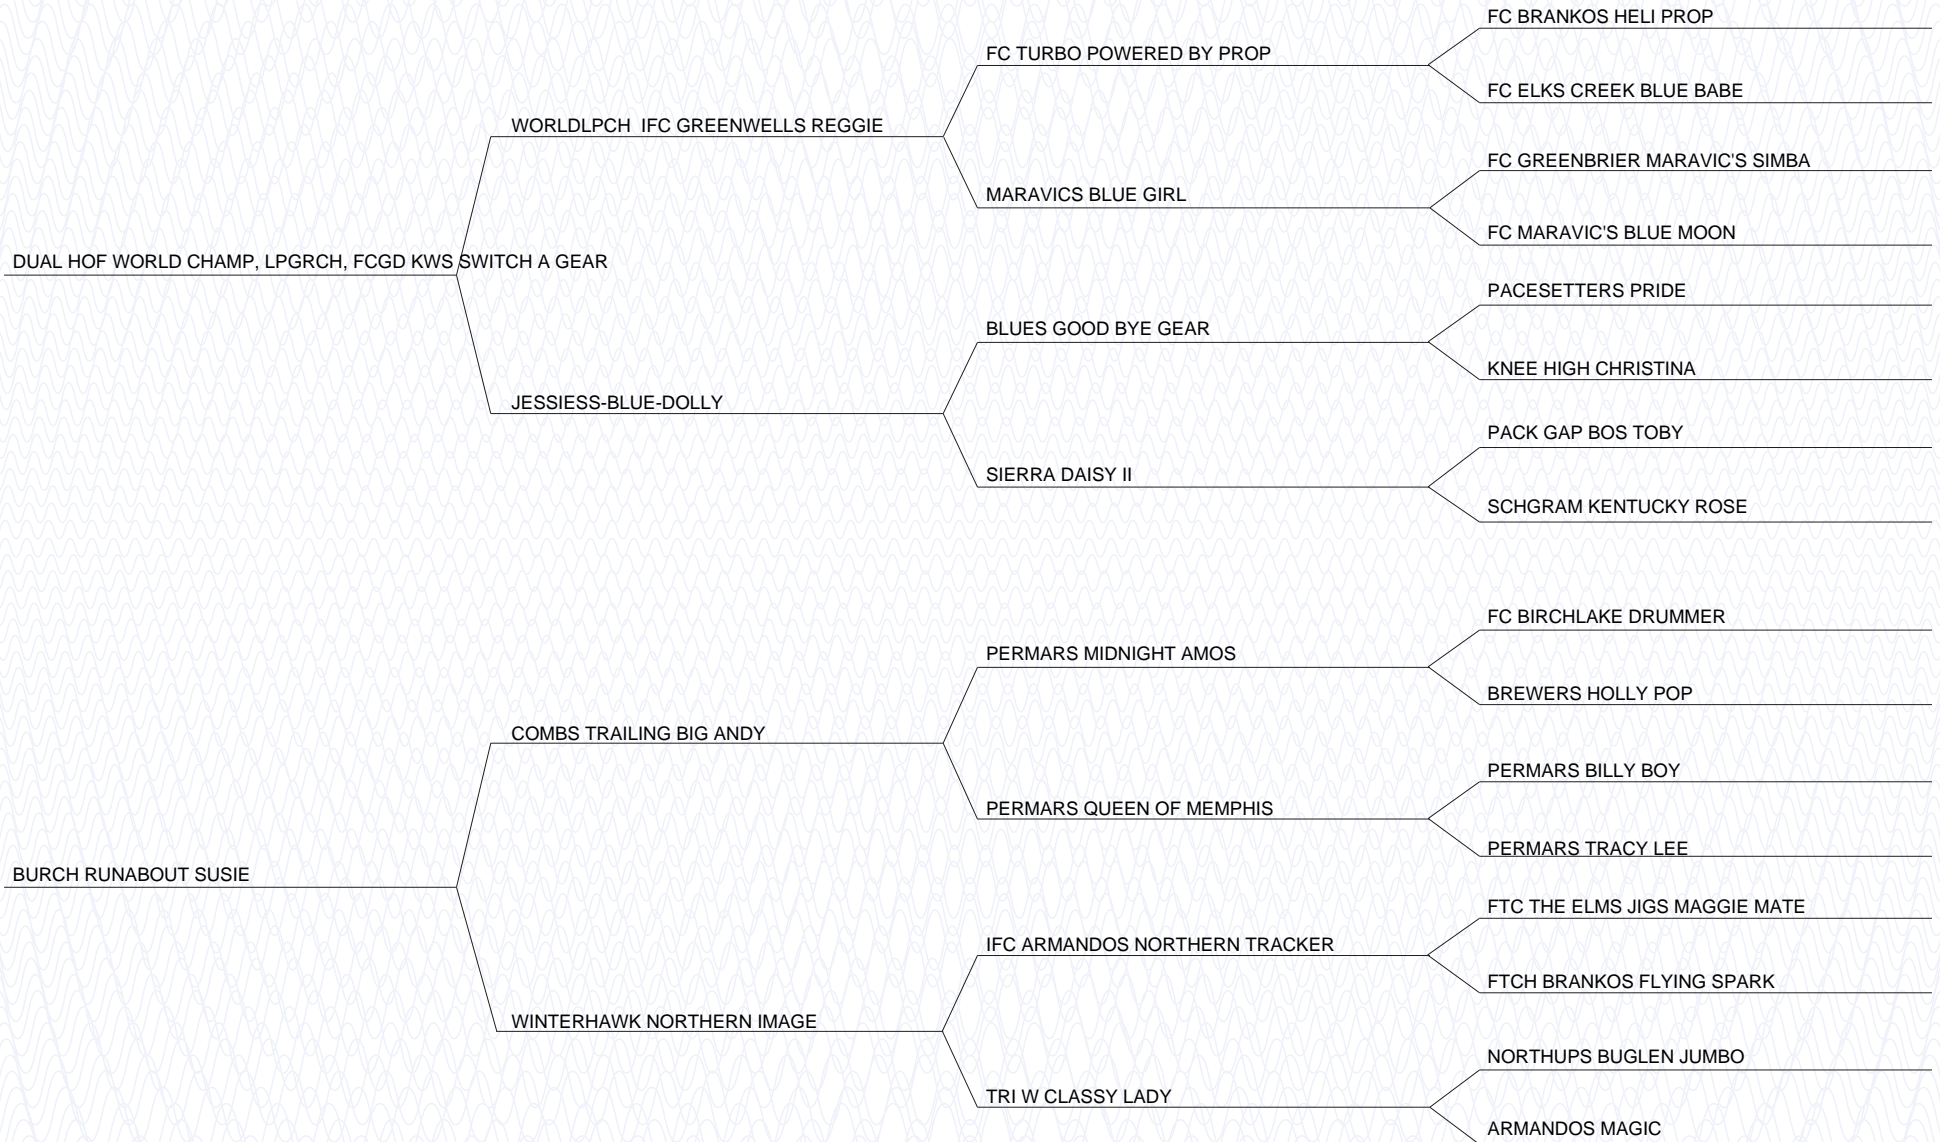 FC BRANKOS HELI PROP
FC TURBO POWERED BY PROP
FC ELKS CREEK BLUE BABE
WORLDLPCH  IFC GREENWELLS REGGIE
FC GREENBRIER MARAVIC'S SIMBA
MARAVICS BLUE GIRL
FC MARAVIC'S BLUE MOON
DUAL HOF WORLD CHAMP, LPGRCH, FCGD KWS SWITCH A GEAR
PACESETTERS PRIDE
BLUES GOOD BYE GEAR
KNEE HIGH CHRISTINA
JESSIESS-BLUE-DOLLY
PACK GAP BOS TOBY
SIERRA DAISY II
SCHGRAM KENTUCKY ROSE
FC BIRCHLAKE DRUMMER
PERMARS MIDNIGHT AMOS
BREWERS HOLLY POP
COMBS TRAILING BIG ANDY
PERMARS BILLY BOY
PERMARS QUEEN OF MEMPHIS
PERMARS TRACY LEE
BURCH RUNABOUT SUSIE
FTC THE ELMS JIGS MAGGIE MATE
IFC ARMANDOS NORTHERN TRACKER
FTCH BRANKOS FLYING SPARK
WINTERHAWK NORTHERN IMAGE
NORTHUPS BUGLEN JUMBO
TRI W CLASSY LADY
ARMANDOS MAGIC